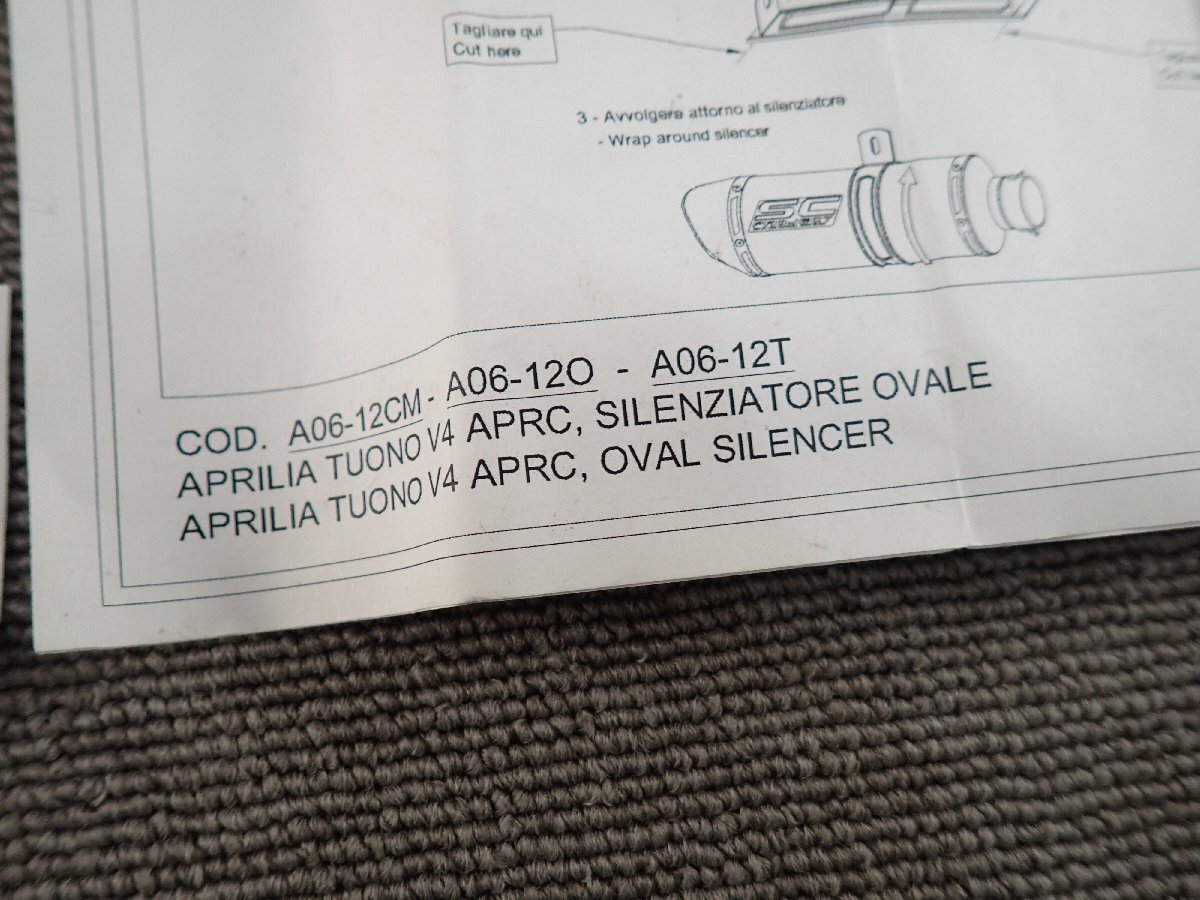 Tagliare qui
Cut here
3 - Avvolgere attorno al silenziatore
- Wrap around silencer
SC
COD. A06-12CM - A06-12O - A06-12T
APRILIA TUONO V4 APRC, SILENZIATORE OVALE
APRILIA TUONO V4 APRC, OVAL SILENCER